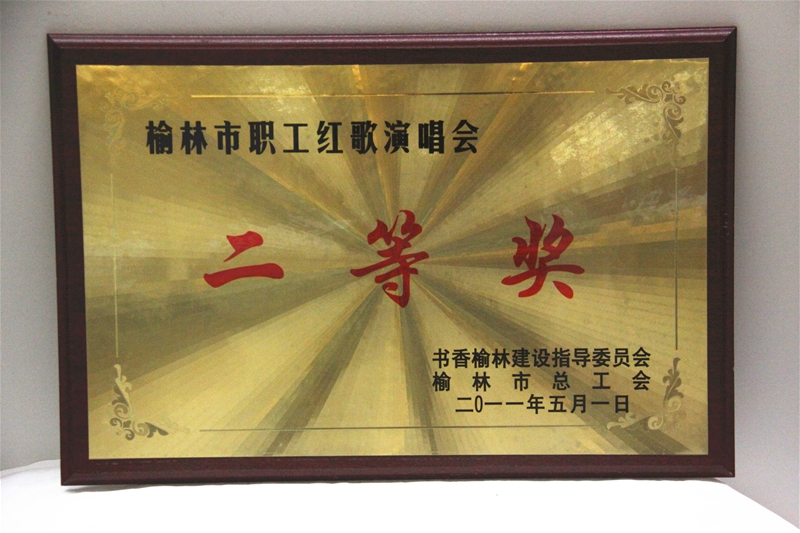 榆林市职工红歌演唱会
二等奖
书香榆林建设指导委员会
榆林市总工会
二0一一年五月一日